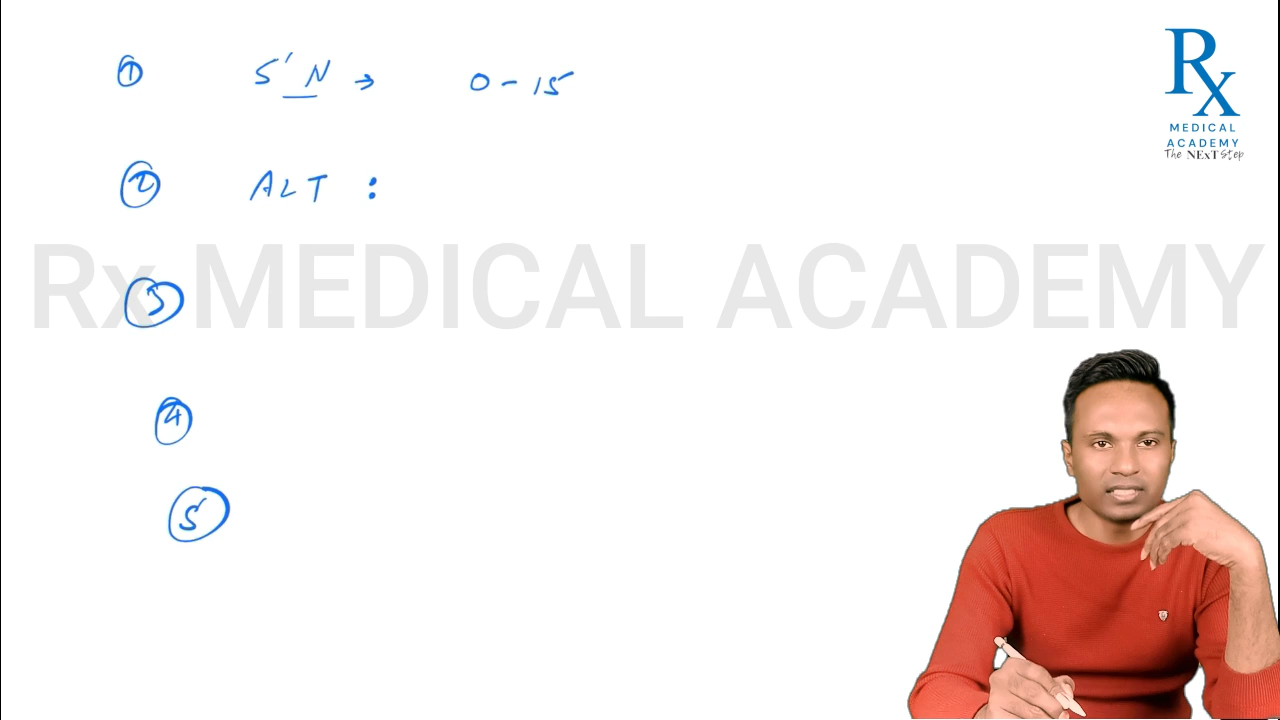 ① 5' N → 0 - 15
② ALT :
③
④
⑤
Rx MEDICAL ACADEMY
Rx
MEDICAL
ACADEMY
The NExT Step